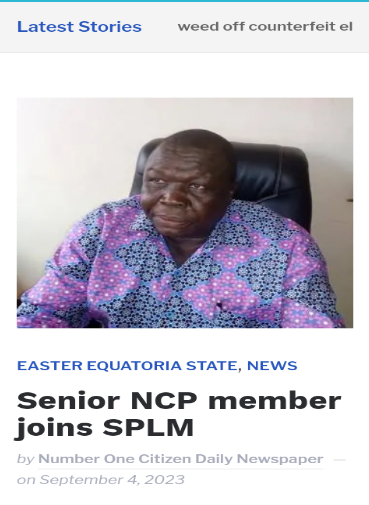 Latest Stories weed off counterfeit el
EASTER EQUATORIA STATE, NEWS
Senior NCP member
joins SPLM
by Number One Citizen Daily Newspaper —
on September 4, 2023